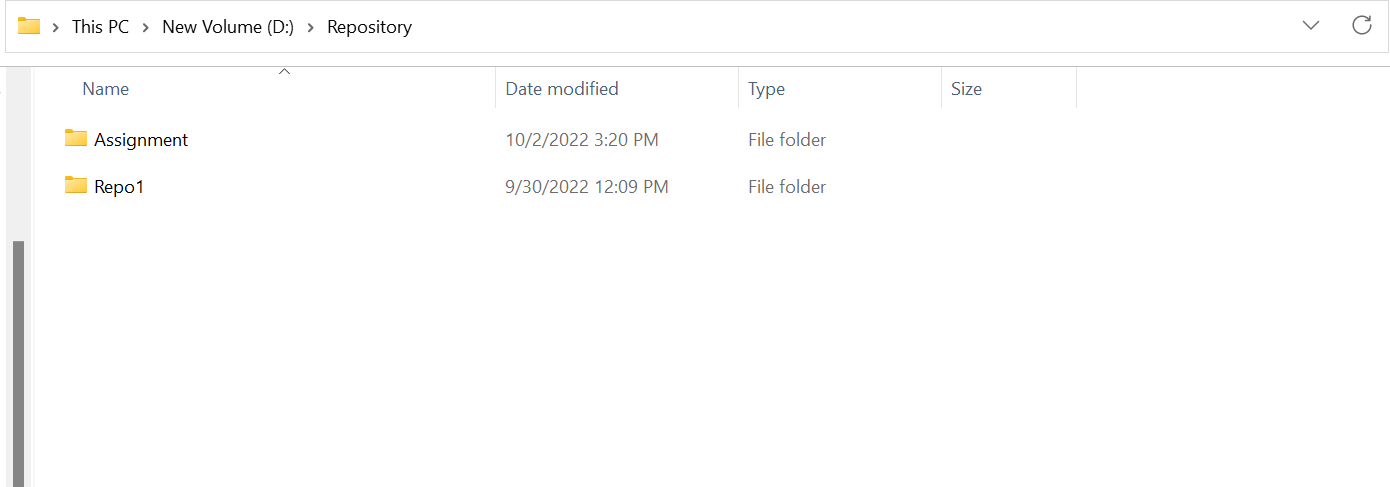 This PC > New Volume (D:) > Repository
Name Date modified Type Size
Assignment 10/2/2022 3:20 PM File folder
Repo1 9/30/2022 12:09 PM File folder